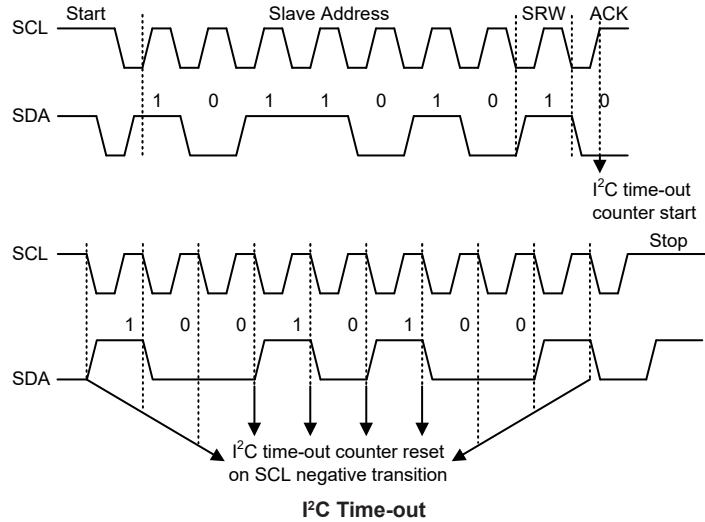 Start Slave Address SRW ACK
SCL
1 0 1 1 0 1 0 1 0
SDA
I²C time-out
counter start
Stop
SCL
1 0 0 1 0 1 0 0
SDA
I²C time-out counter reset
on SCL negative transition
I²C Time-out